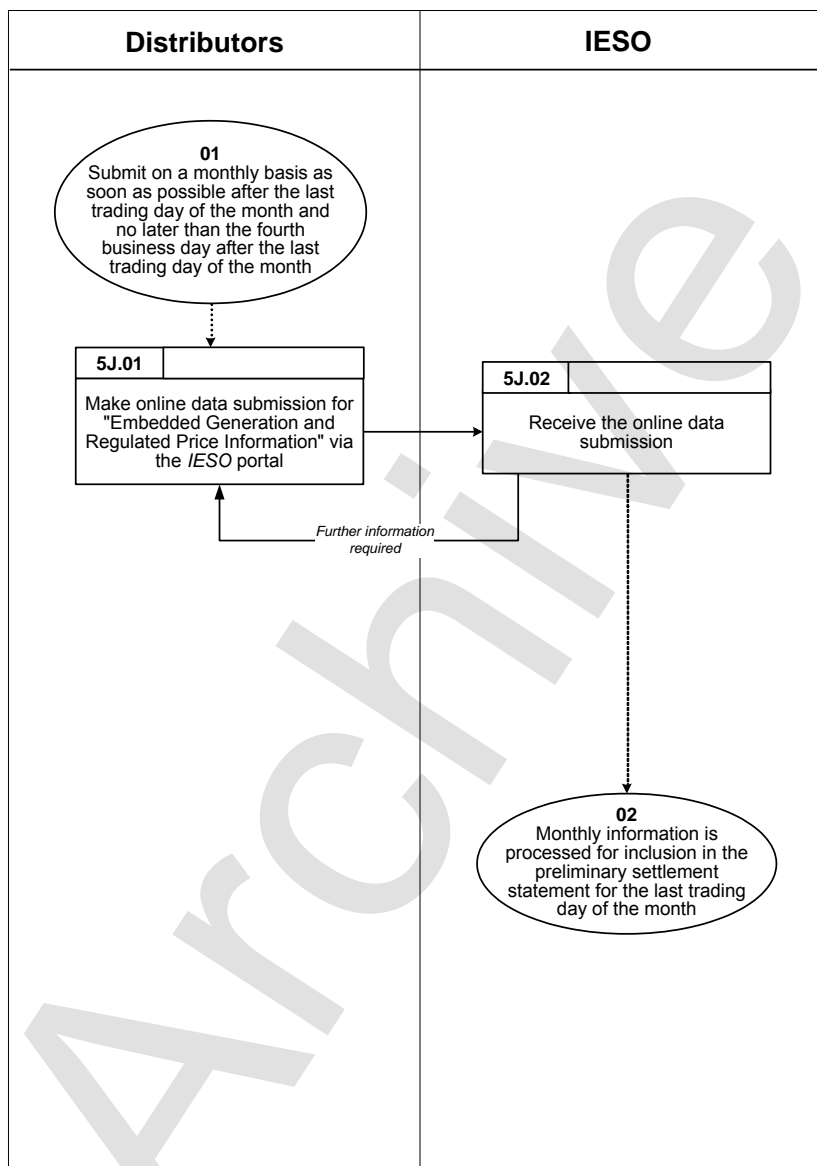 Distributors
IESO
01
Submit on a monthly basis as
soon as possible after the last
trading day of the month and
no later than the fourth
business day after the last
trading day of the month
5J.01
Make online data submission for
"Embedded Generation and
Regulated Price Information" via
the IESO portal
5J.02
Receive the online data
submission
Further information
required
02
Monthly information is
processed for inclusion in the
preliminary settlement
statement for the last trading
day of the month
Archive